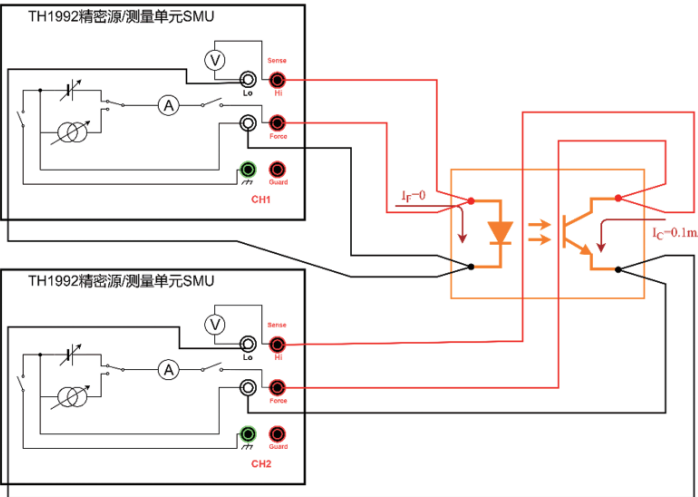 TH1992精密源/测量单元SMU
V
Sense
Lo
Hi
A
Force
Guard
CH1
IF=0
IC=0.1m
TH1992精密源/测量单元SMU
V
Sense
Lo
Hi
A
Force
Guard
CH2